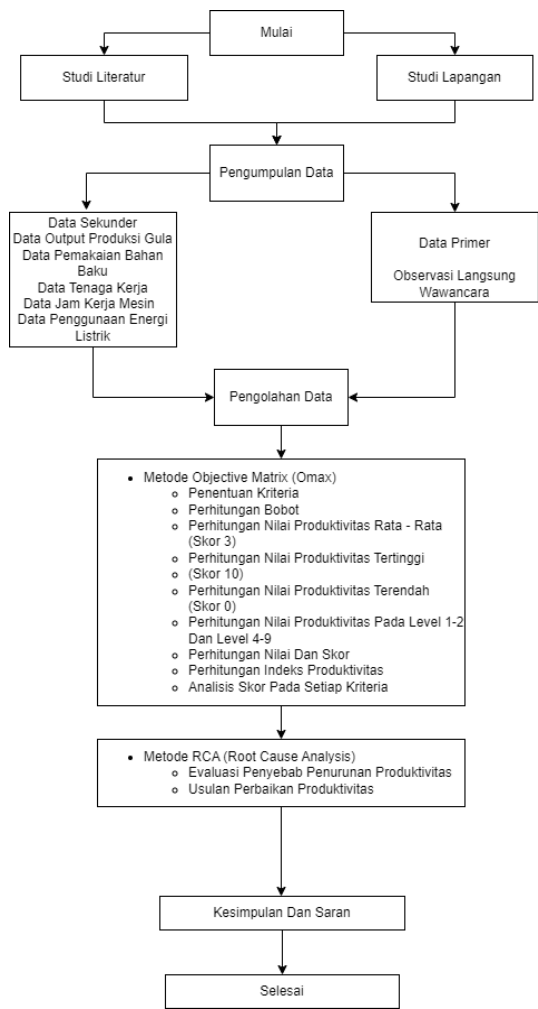 Mulai
Studi Literatur
Studi Lapangan
Pengumpulan Data
Data Sekunder
Data Output Produksi Gula
Data Pemakaian Bahan
Baku
Data Tenaga Kerja
Data Jam Kerja Mesin
Data Penggunaan Energi
Listrik
Data Primer
Observasi Langsung
Wawancara
Pengolahan Data
• Metode Objective Matrix (Omax)
○ Penentuan Kriteria
○ Perhitungan Bobot
○ Perhitungan Nilai Produktivitas Rata - Rata
(Skor 3)
○ Perhitungan Nilai Produktivitas Tertinggi
○ (Skor 10)
○ Perhitungan Nilai Produktivitas Terendah
(Skor 0)
○ Perhitungan Nilai Produktivitas Pada Level 1-2
Dan Level 4-9
○ Perhitungan Nilai Dan Skor
○ Perhitungan Indeks Produktivitas
○ Analisis Skor Pada Setiap Kriteria
• Metode RCA (Root Cause Analysis)
○ Evaluasi Penyebab Penurunan Produktivitas
○ Usulan Perbaikan Produktivitas
Kesimpulan Dan Saran
Selesai